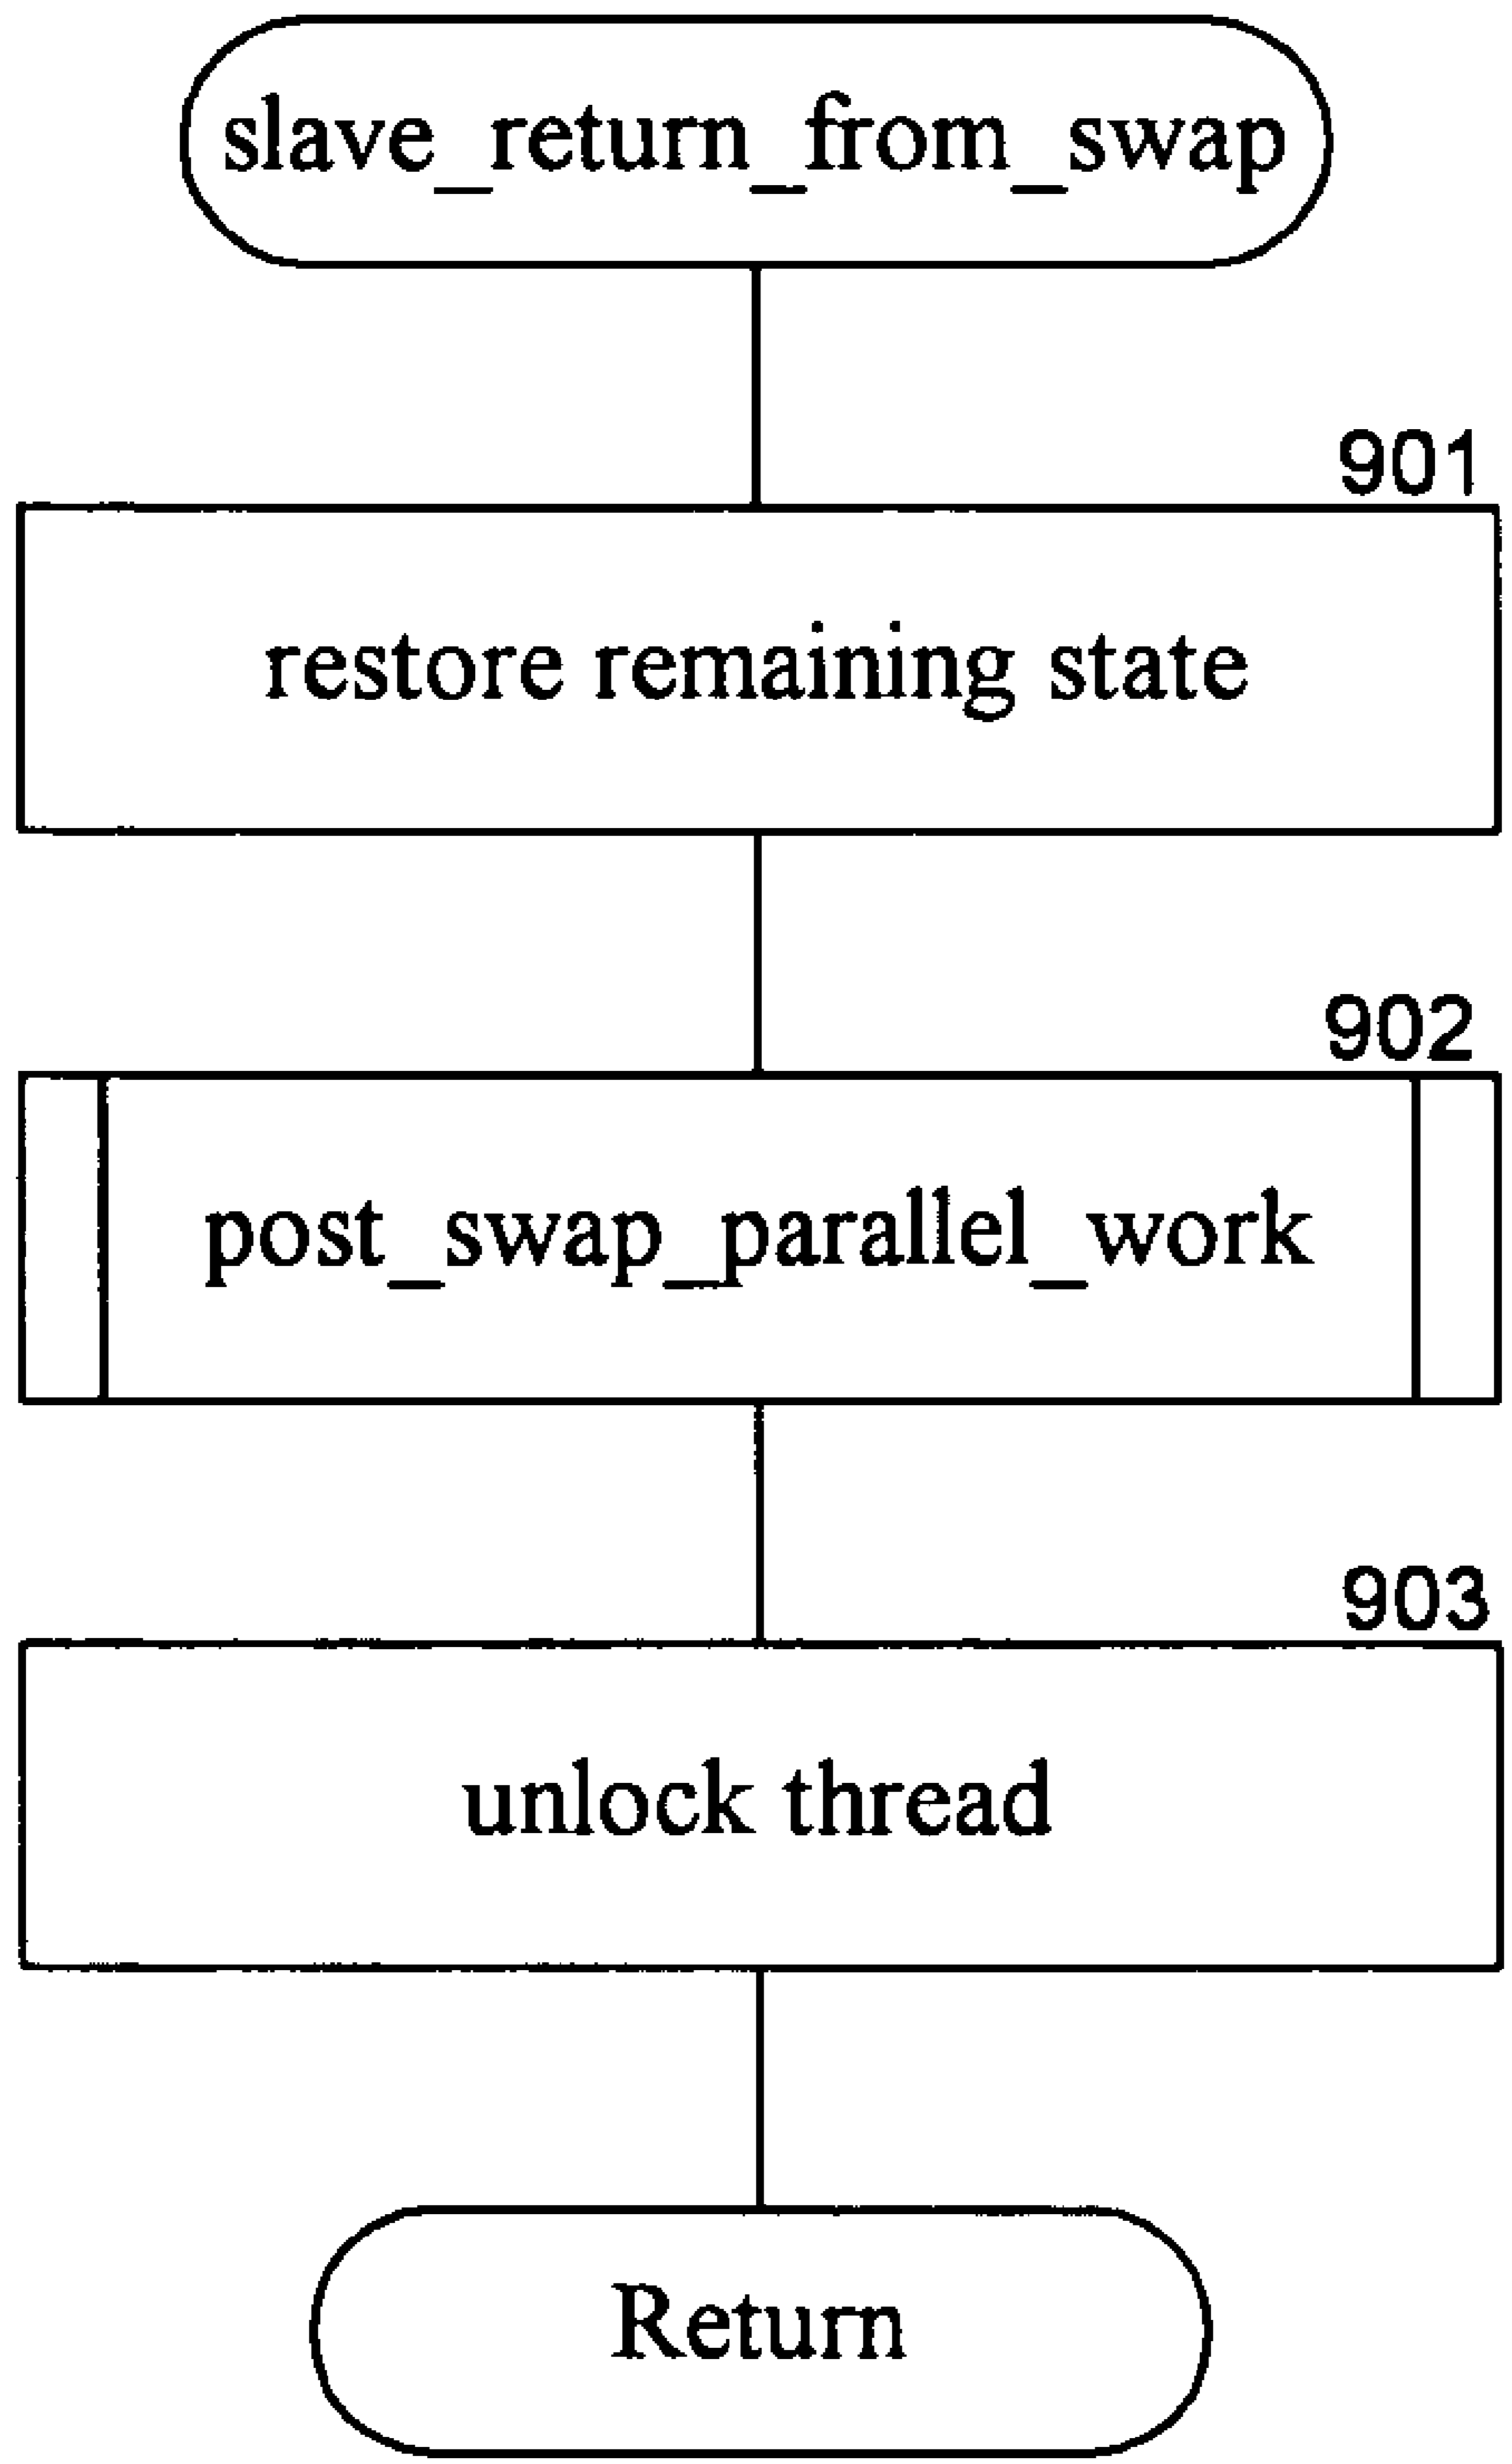 slave_return_from_swap
901
restore remaining state
902
post_swap_parallel_work
903
unlock thread
Return